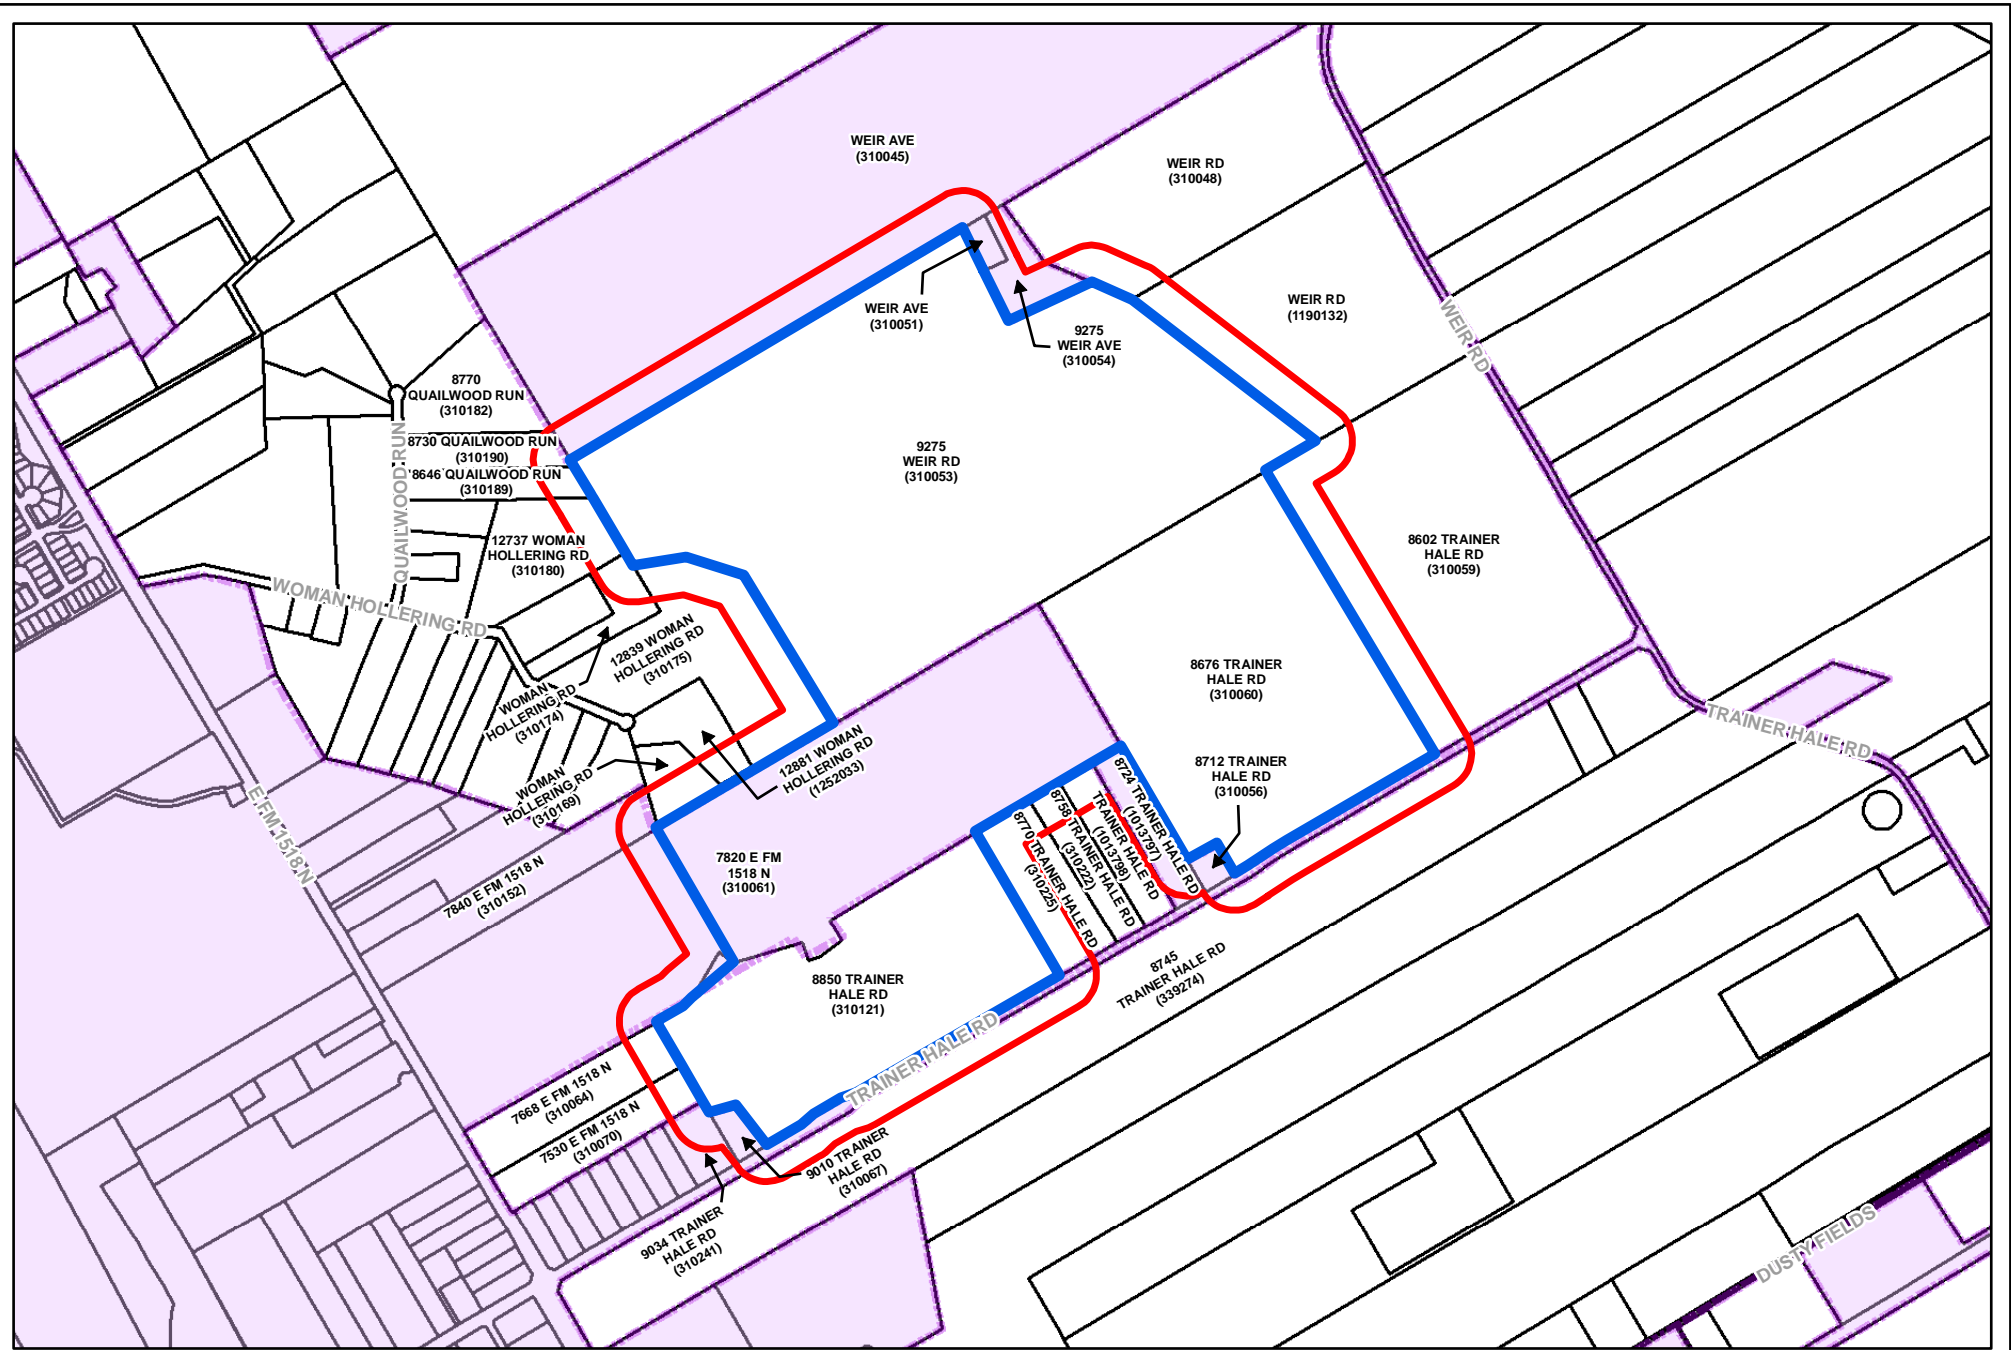 WEIR AVE
(310045)
WEIR RD
(310048)
WEIR AVE
(310051)
9275
WEIR AVE
(310054)
WEIR RD
(1190132)
WEIR RD
8770
QUAILWOOD RUN
(310182)
8730 QUAILWOOD RUN
(310190)
8646 QUAILWOOD RUN
(310189)
QUAILWOOD RUN
9275
WEIR RD
(310053)
12737 WOMAN
HOLLERING RD
(310180)
8602 TRAINER
HALE RD
(310059)
WOMAN HOLLERING RD
12839 WOMAN
HOLLERING RD
(310175)
WOMAN
HOLLERING RD
(310174)
8676 TRAINER
HALE RD
(310060)
TRAINER HALE RD
12881 WOMAN
HOLLERING RD
(1252033)
WOMAN
HOLLERING RD
(310169)
8712 TRAINER
HALE RD
(310056)
8724 TRAINER HALE RD
(1013797)
TRAINER HALE RD
(1013798)
8758 TRAINER HALE RD
(310222)
8770 TRAINER HALE RD
(310225)
E FM 1518 N
7820 E FM
1518 N
(310061)
7840 E FM 1518 N
(310152)
8850 TRAINER
HALE RD
(310121)
8745
TRAINER HALE RD
(339274)
TRAINER HALE RD
7668 E FM 1518 N
(310064)
7530 E FM 1518 N
(310070)
9010 TRAINER
HALE RD
(310067)
9034 TRAINER
HALE RD
(310241)
DUSTY FIELDS